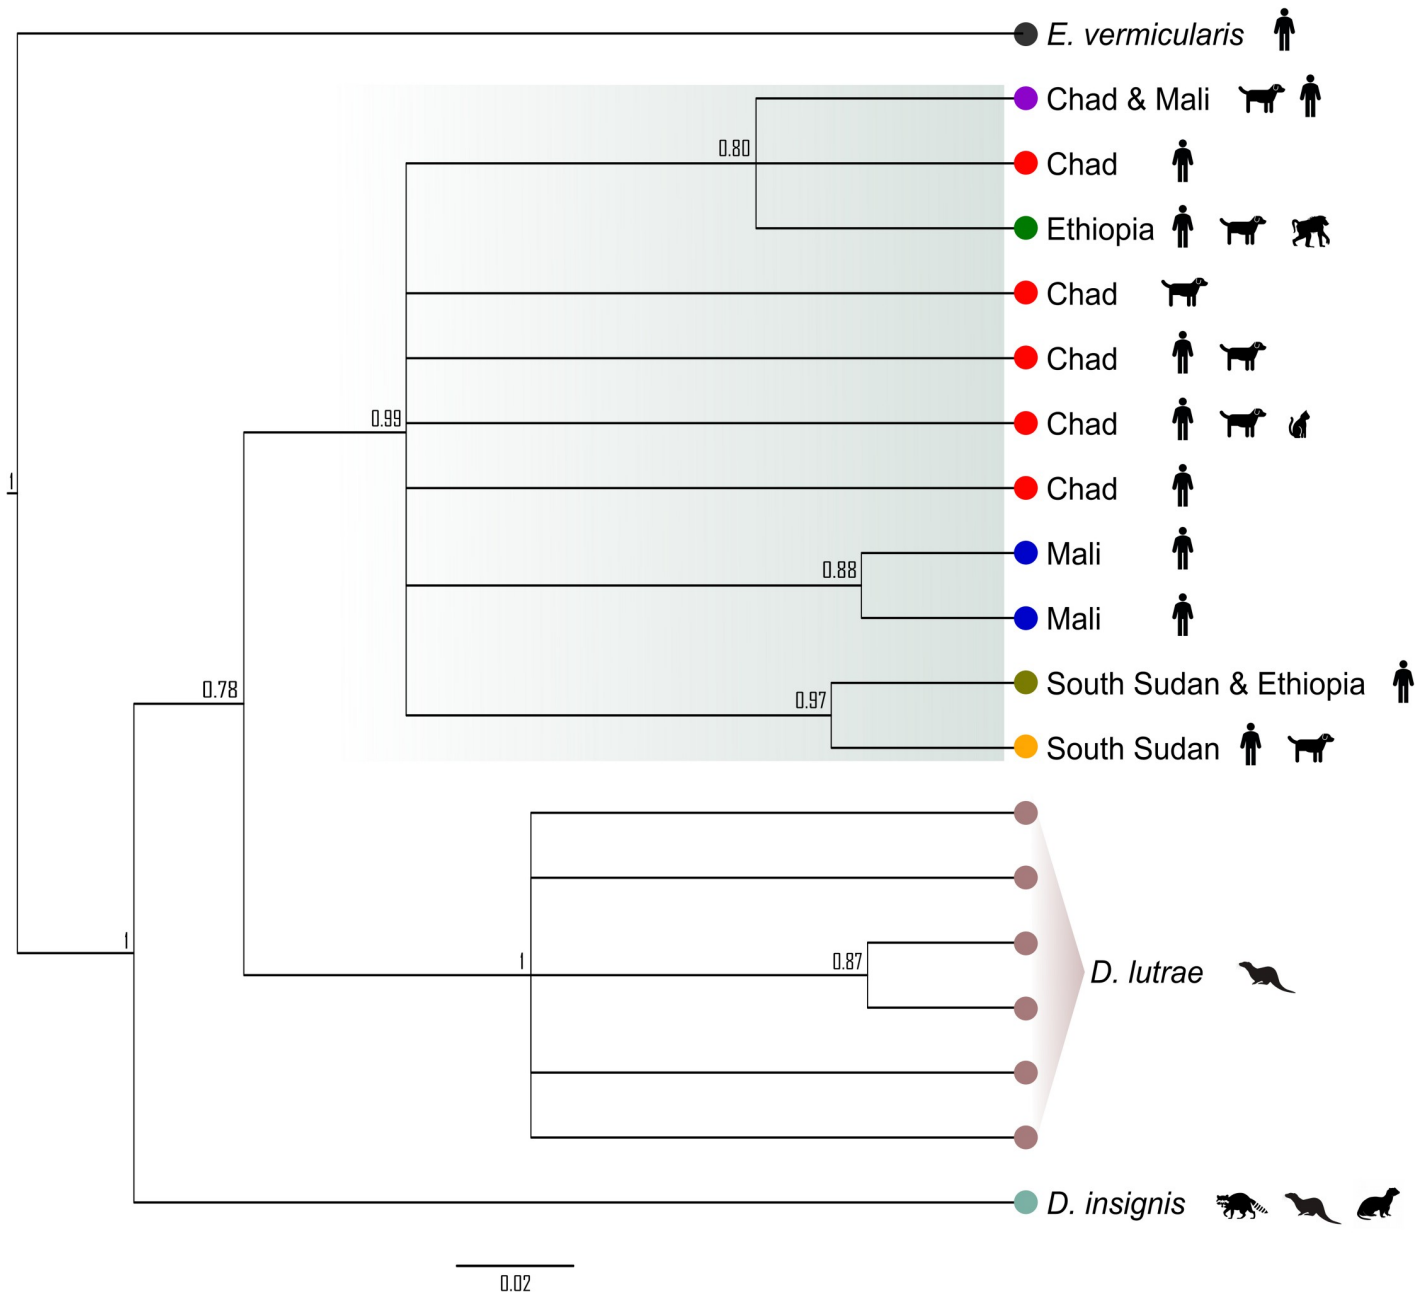 E. vermicularis
Chad & Mali
0.80
Chad
Ethiopia
Chad
Chad
0.99
Chad
1
Chad
Mali
0.88
Mali
0.78
South Sudan & Ethiopia
0.97
South Sudan
1
1
0.87
D. lutrae
D. insignis
0.02